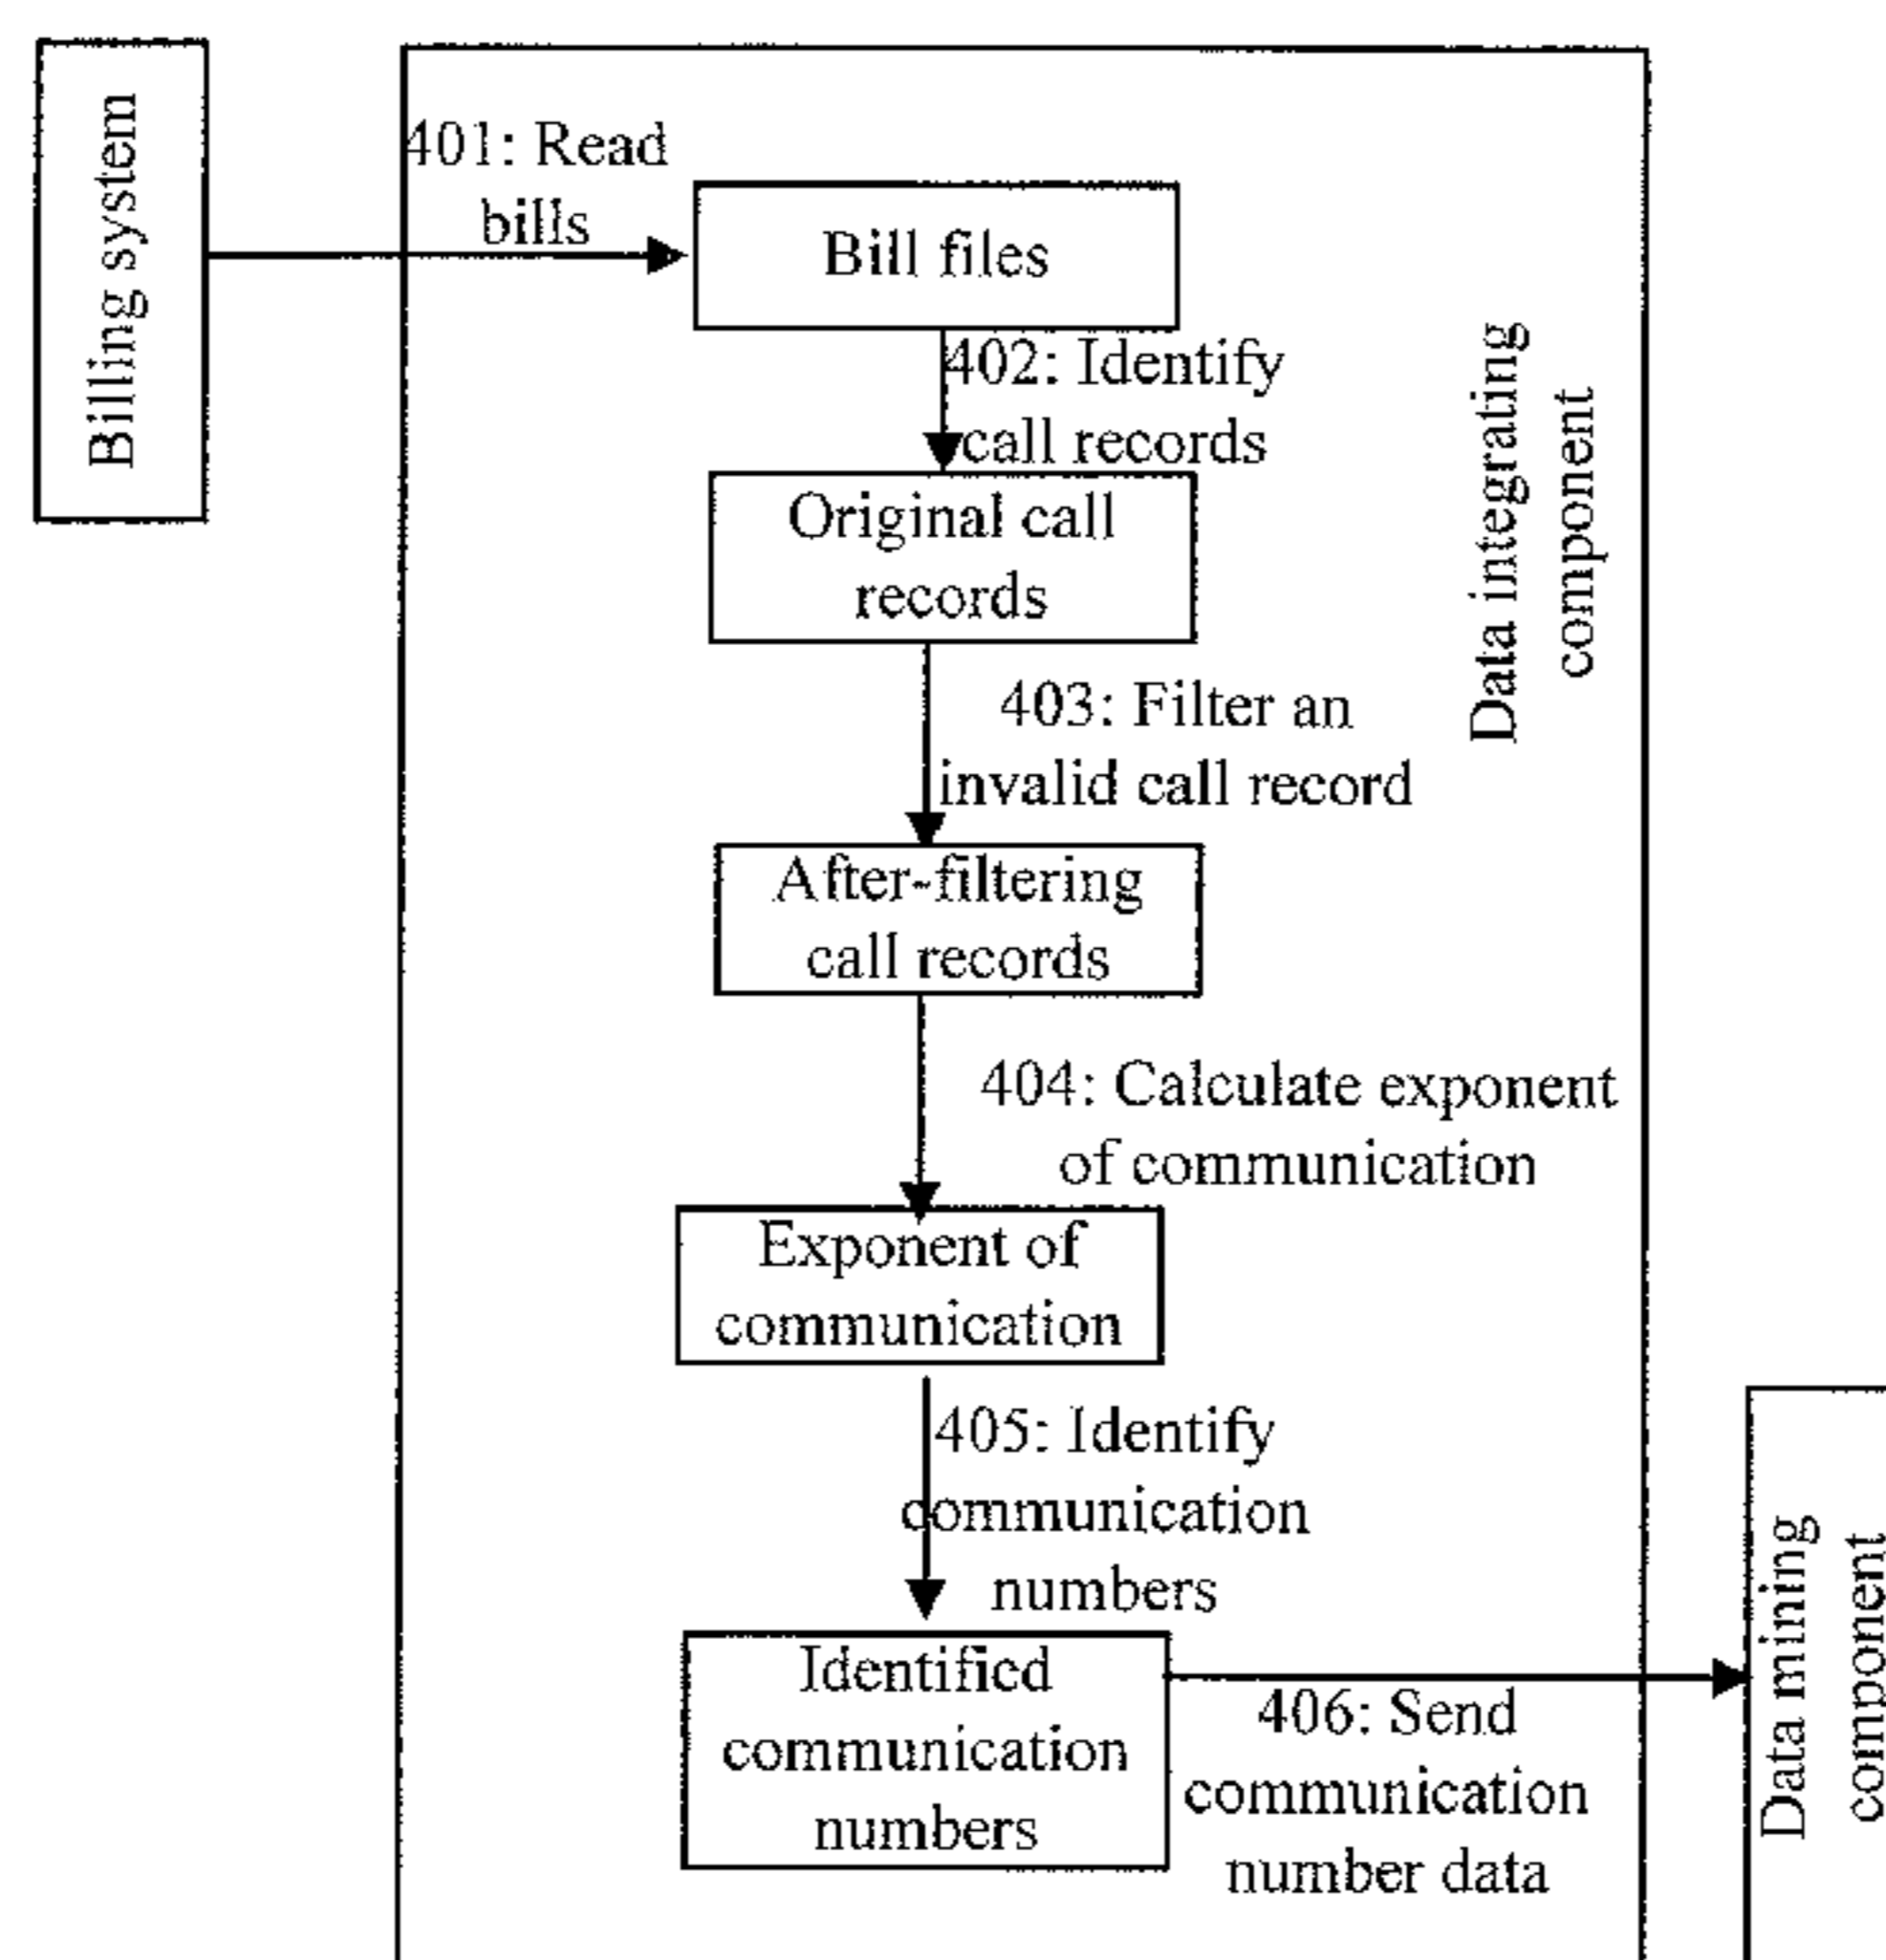 Billing system
401: Read
bills
Bill files
402: Identify
call records
Original call
records
Data integrating
component
403: Filter an
invalid call record
After-filtering
call records
404: Calculate exponent
of communication
Exponent of
communication
405: Identify
communication
numbers
Identified
communication
numbers
406: Send
communication
number data
Data mining
component